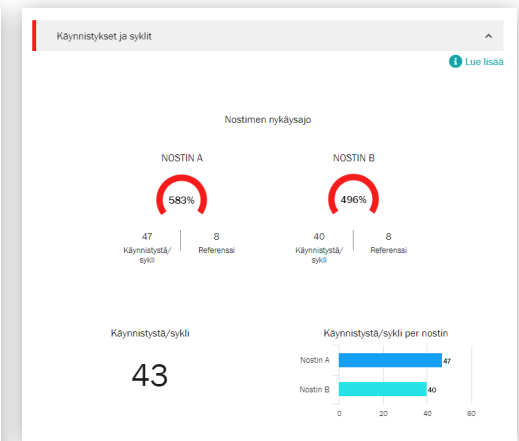 Käynnistykset ja syklit
Lue lisää
Nostimen nykäysajo
NOSTIN A
NOSTIN B
583%
496%
47
8
40
8
Käynnistystä/
sykli
Referenssi
Käynnistystä/
sykli
Referenssi
Käynnistystä/sykli
43
Käynnistystä/sykli per nostin
Nostin A
47
Nostin B
40
0 20 40 60